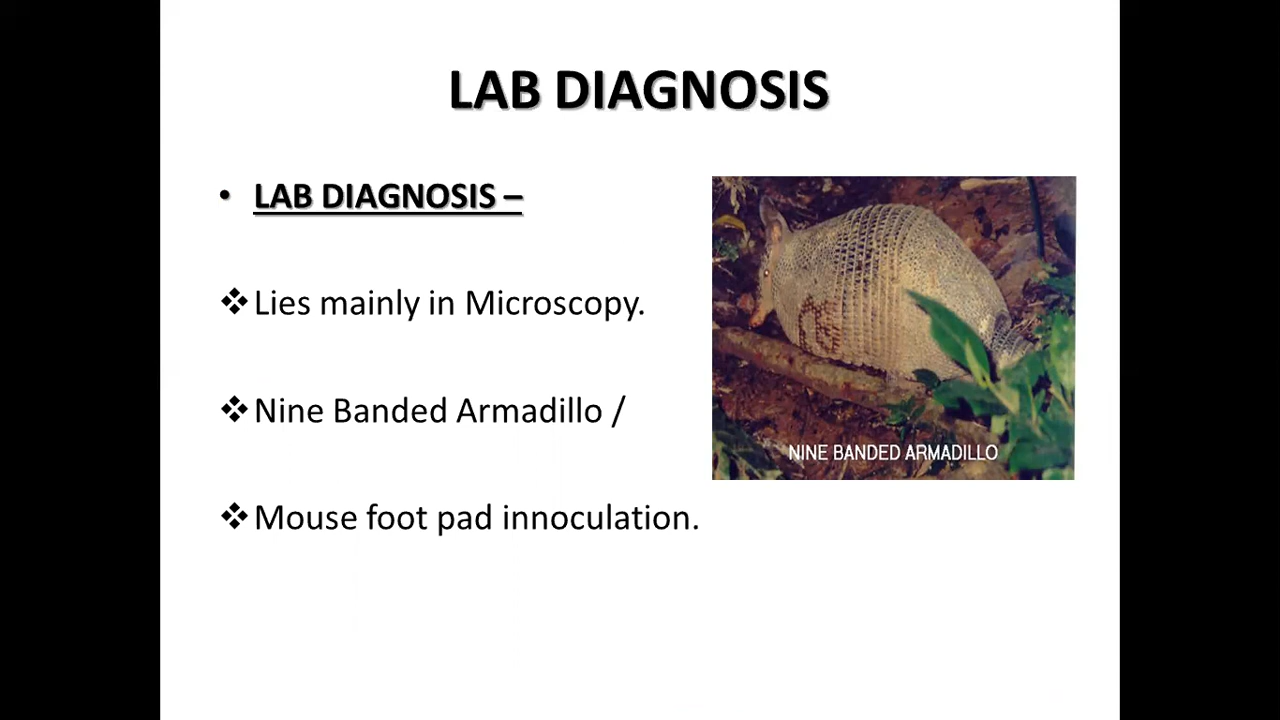 LAB DIAGNOSIS
• LAB DIAGNOSIS –
❖ Lies mainly in Microscopy.
❖ Nine Banded Armadillo /
NINE BANDED ARMADILLO
❖ Mouse foot pad innoculation.